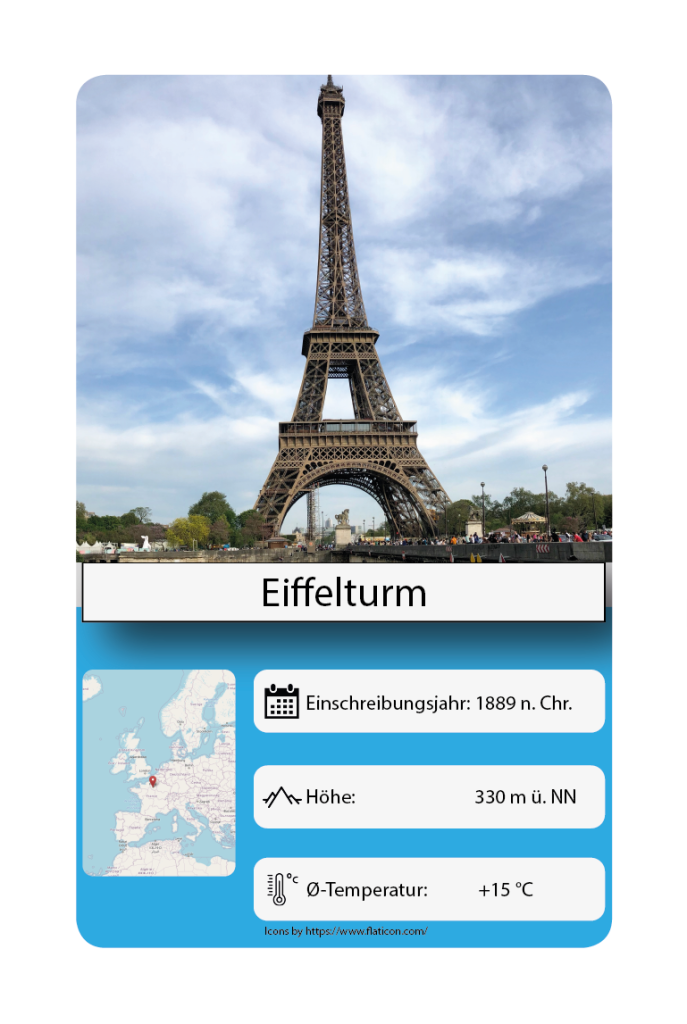 Eiffelturm
Einschreibungsjahr: 1889 n. Chr.
Höhe: 330 m ü. NN
°c
Ø-Temperatur: +15 °C
Icons by https://www.flaticon.com/